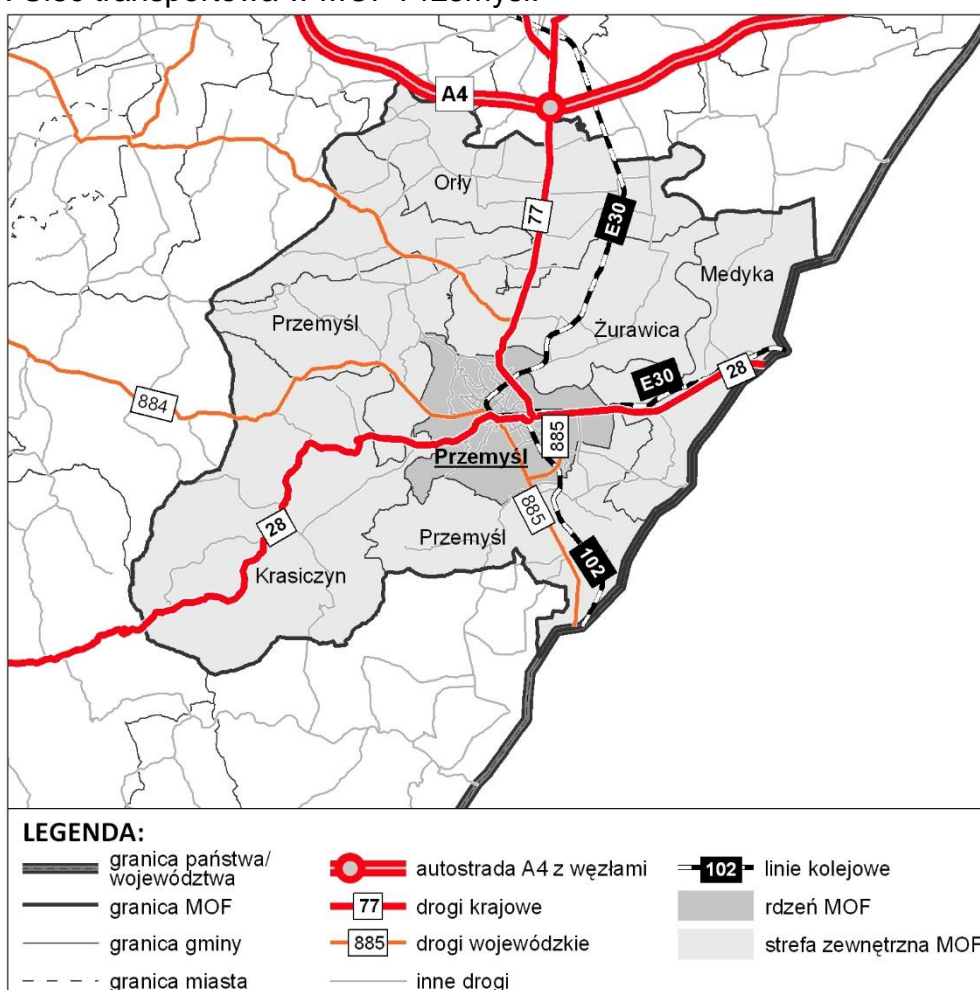 A4
Orły
77
E30
Medyka
Przemyśl
Żurawica
E30
28
884
885
Przemyśl
885
28
Przemyśl
102
Krasiczyn
LEGENDA:
granica państwa/
województwa
granica MOF
granica gminy
granica miasta
autostrada A4 z węzłami
77 drogi krajowe
885 drogi wojewódzkie
inne drogi
102 linie kolejowe
rdzeń MOF
strefa zewnętrzna MOF